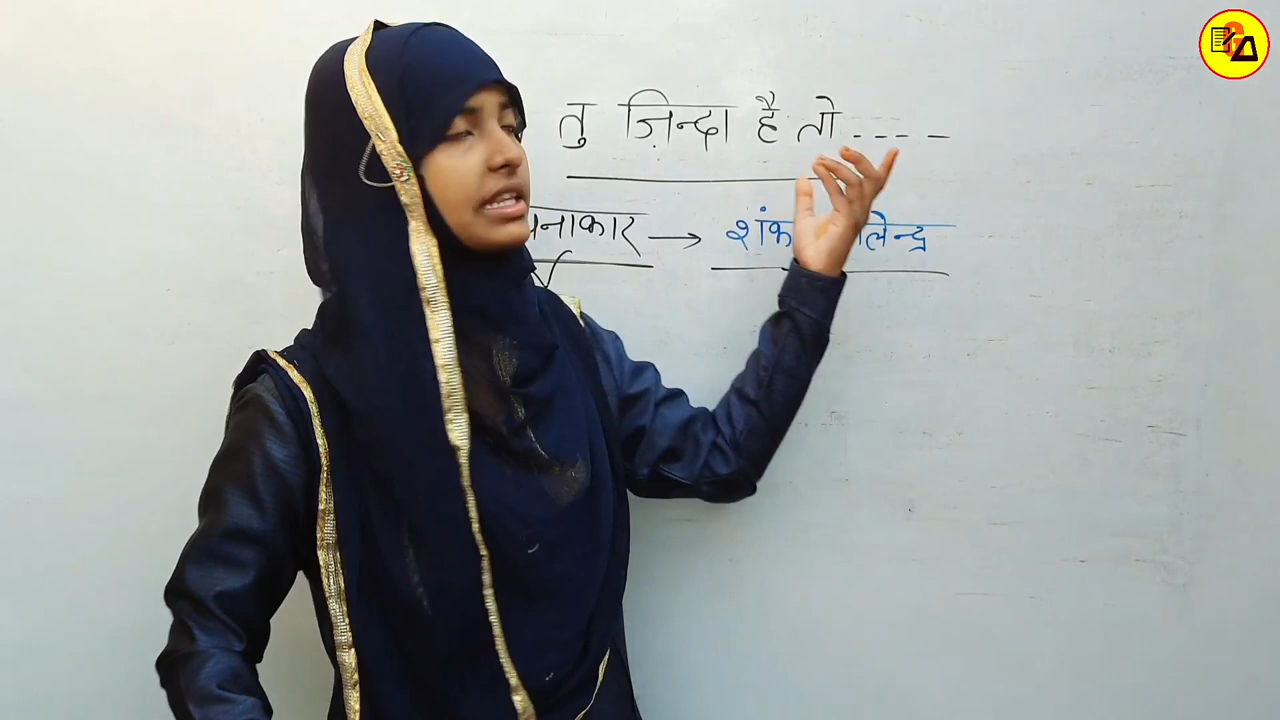 तु ज़िन्दा है तो - - - -
नाकार → शंक लेन्द्र